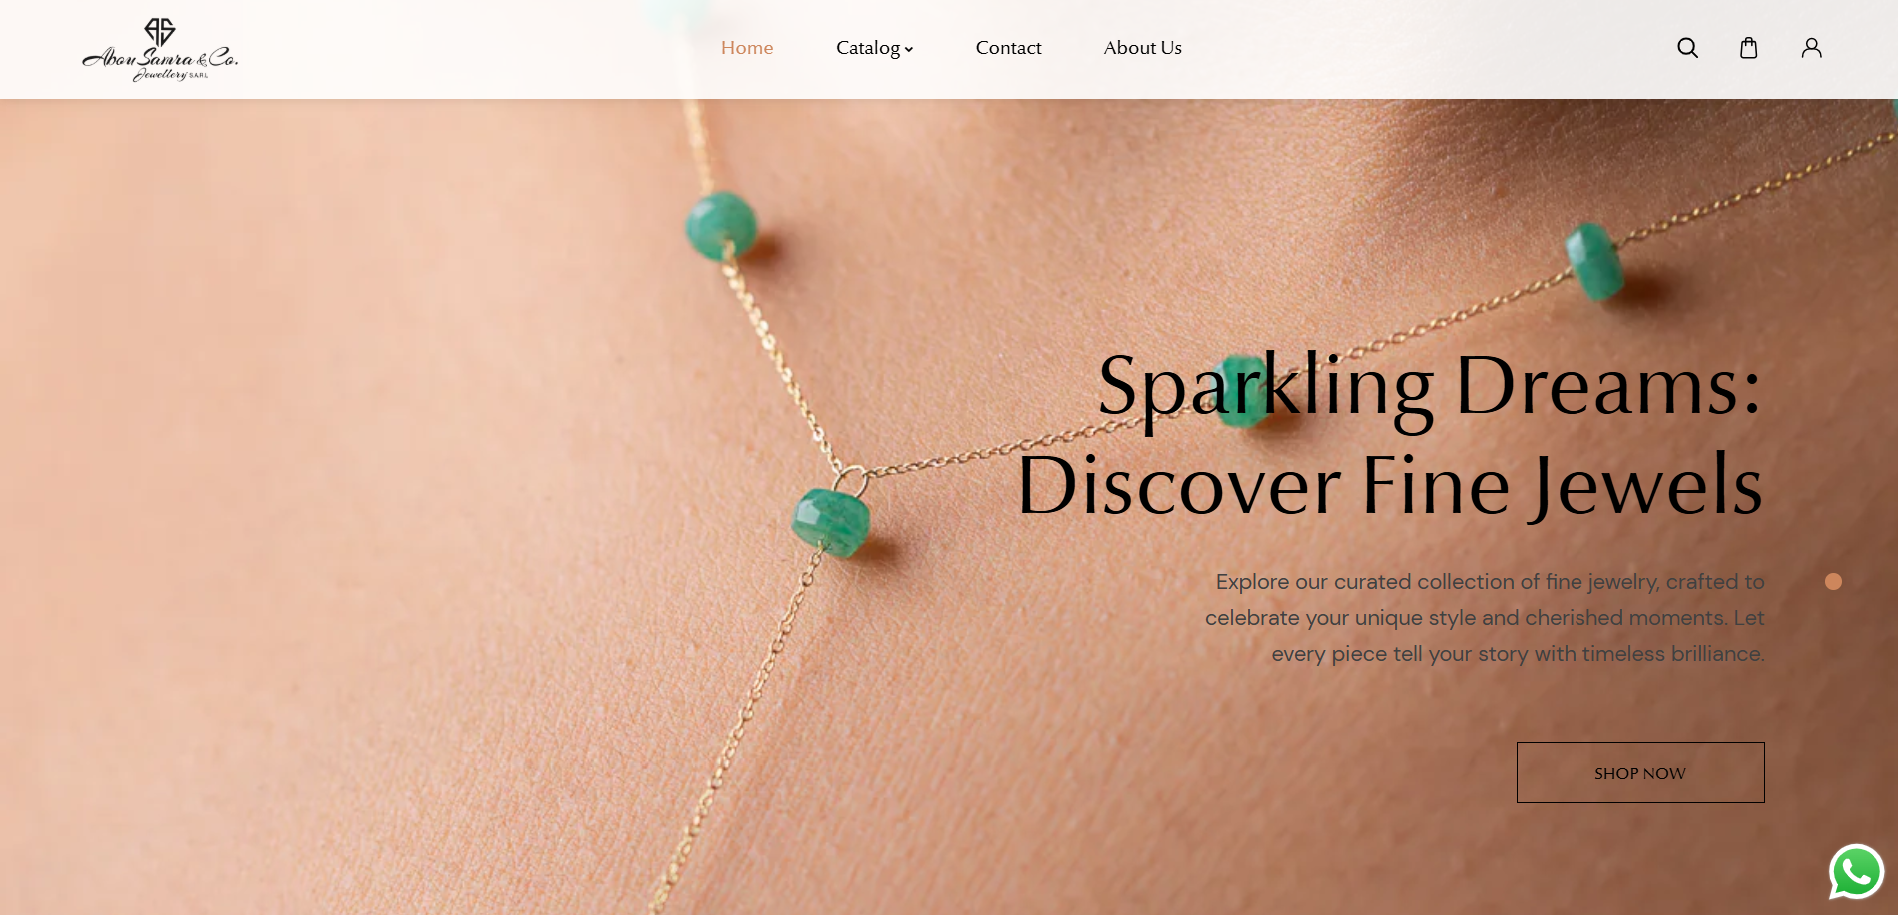 Abou Samra & Co.
Jewellery S.A.R.L
Home
Catalog
Contact
About Us
Sparkling Dreams:
Discover Fine Jewels
Explore our curated collection of fine jewelry, crafted to
celebrate your unique style and cherished moments. Let
every piece tell your story with timeless brilliance.
SHOP NOW